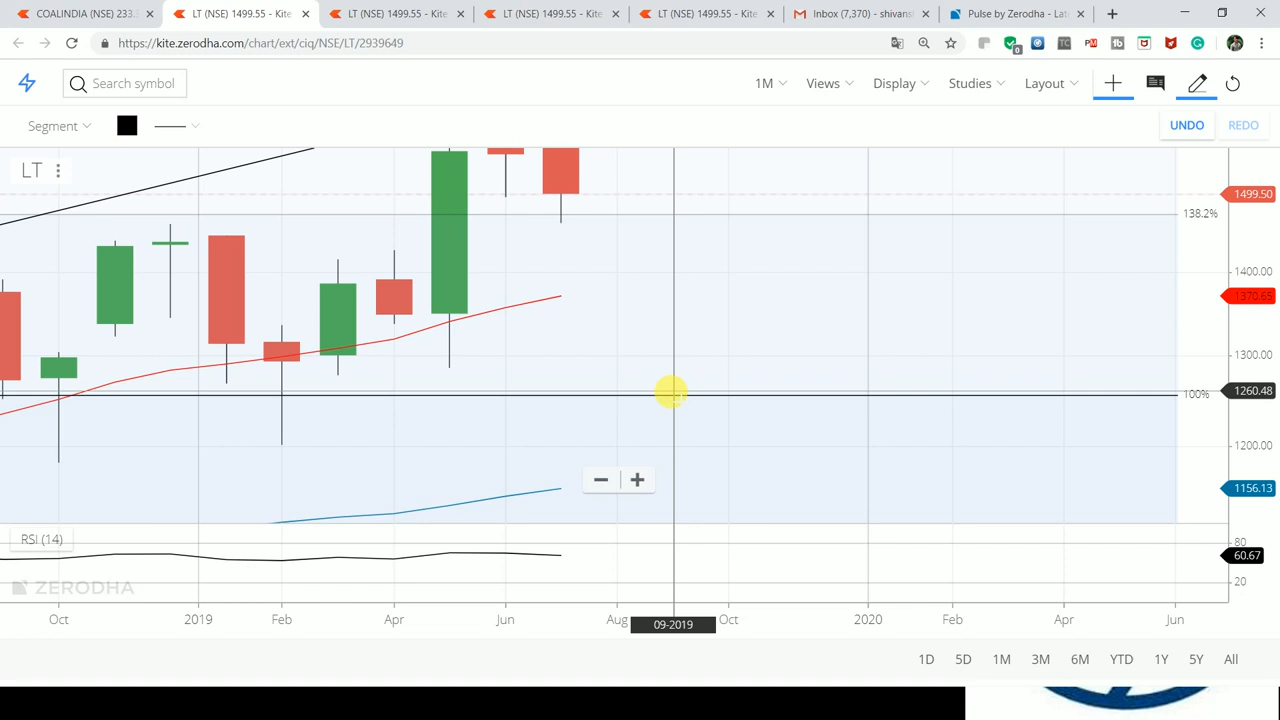 COALINDIA (NSE) 233.
LT (NSE) 1499.55 - Kite
LT (NSE) 1499.55 - Kite
LT (NSE) 1499.55 - Kite
LT (NSE) 1499.55 - Kite
Inbox (7,370) - shivans
Pulse by Zerodha - Lat
https://kite.zerodha.com/chart/ext/ciq/NSE/LT/2939649
Search symbol
1M
Views
Display
Studies
Layout
Segment
UNDO
REDO
LT
1499.50
138.2%
1400.00
1370.65
1300.00
1260.48
100%
1200.00
1156.13
RSI (14)
80
60.67
20
ZERODHA
Oct
2019
Feb
Apr
Jun
Aug
09-2019
Oct
2020
Feb
Apr
Jun
1D
5D
1M
3M
6M
YTD
1Y
5Y
All